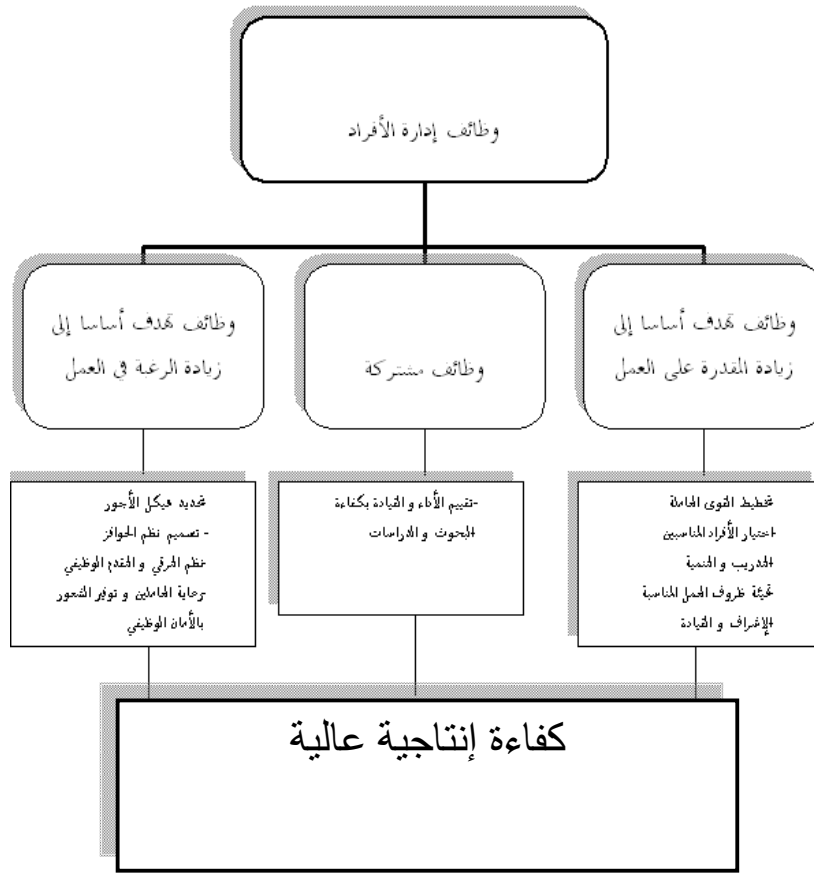 وظائف إدارة الأفراد
وظائف تهدف أساسا إلى
زيادة المقدرة على العمل
وظائف مشتركة
وظائف تهدف أساسا إلى
زيادة الرغبة في العمل
تخطيط القوى العاملة
اختيار الأفراد المناسبين
التدريب و التنمية
تهيئة ظروف العمل المناسبة
الإشراف و القيادة
-تقييم الأداء و القيادة بكفاءة
البحوث و الدراسات
تحديد هيكل الأجور
- تصميم نظم الحوافز
-نظم الترقي و التقدم الوظيفي
-رعاية العاملين و توفير الشعور
بالأمان الوظيفي
كفاءة إنتاجية عالية